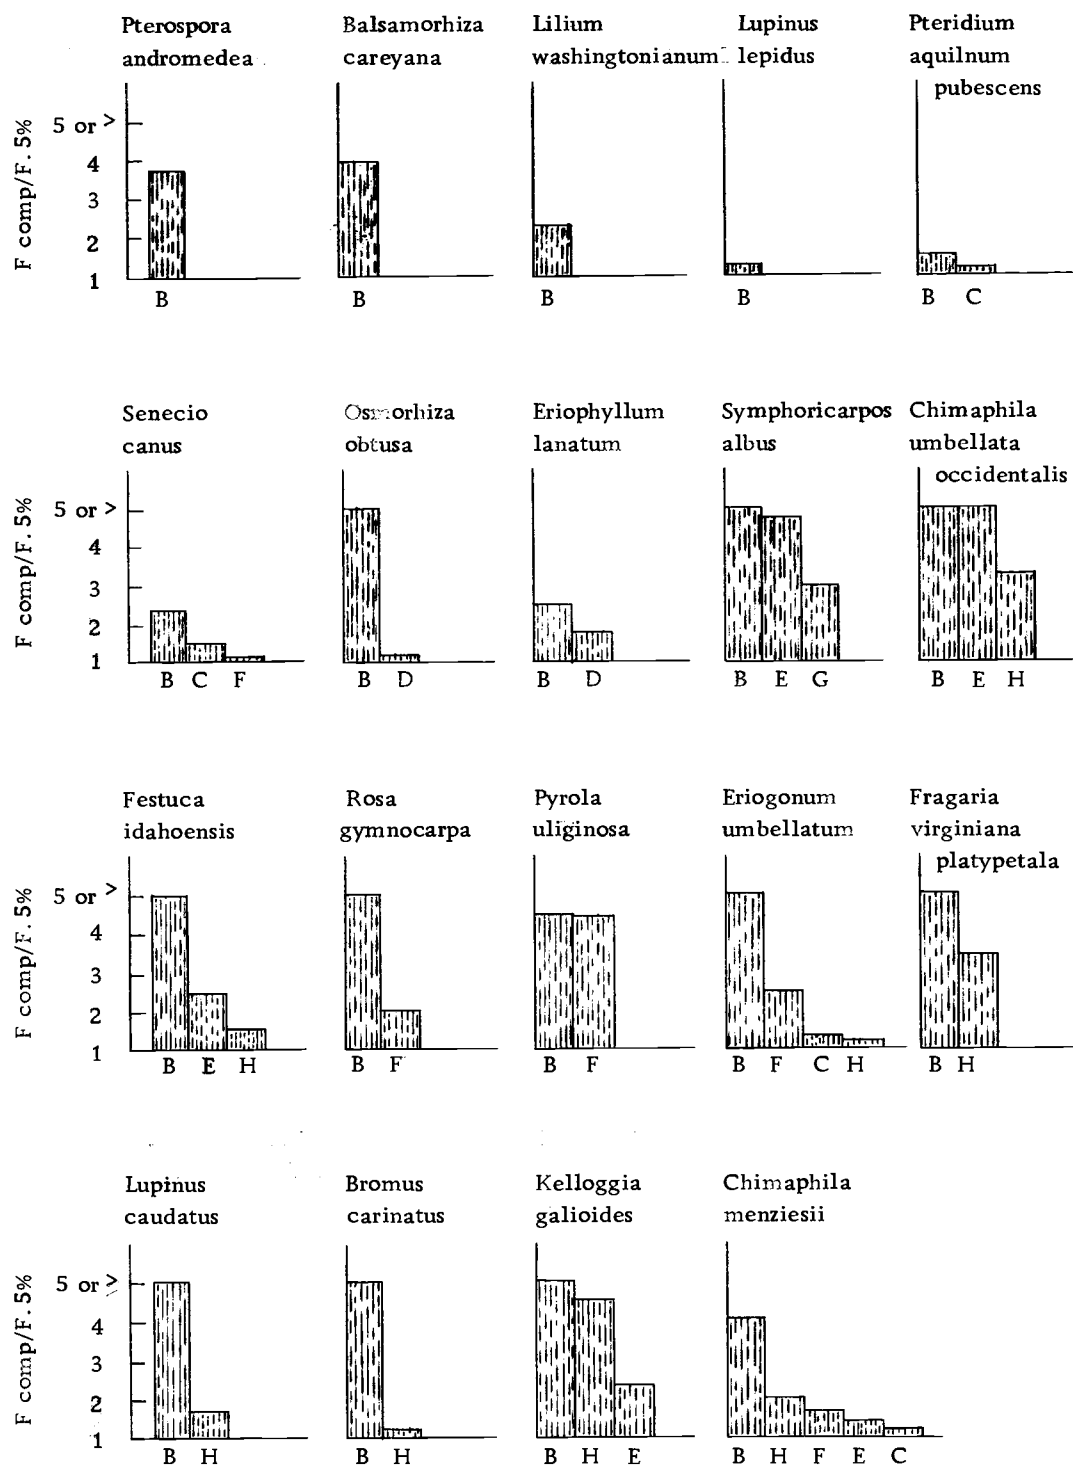 Pterospora
andromedea
Balsamorhiza
careyana
Lilium
washingtonianum
Lupinus
lepidus
Pteridium
aquilnum
pubescens
F comp/F. 5%
5 or >
4
3
2
1
B
B
B
B
B C
Senecio
canus
Osmorhiza
obtusa
Eriophyllum
lanatum
Symphoricarpos
albus
Chimaphila
umbellata
occidentalis
F comp/F. 5%
5 or >
4
3
2
1
B C F
B D
B D
B E G
B E H
Festuca
idahoensis
Rosa
gymnocarpa
Pyrola
uliginosa
Eriogonum
umbellatum
Fragaria
virginiana
platypetala
F comp/F. 5%
5 or >
4
3
2
1
B E H
B F
B F
B F C H
B H
Lupinus
caudatus
Bromus
carinatus
Kelloggia
galioides
Chimaphila
menziesii
F comp/F. 5%
5 or >
4
3
2
1
B H
B H
B H E
B H F E C